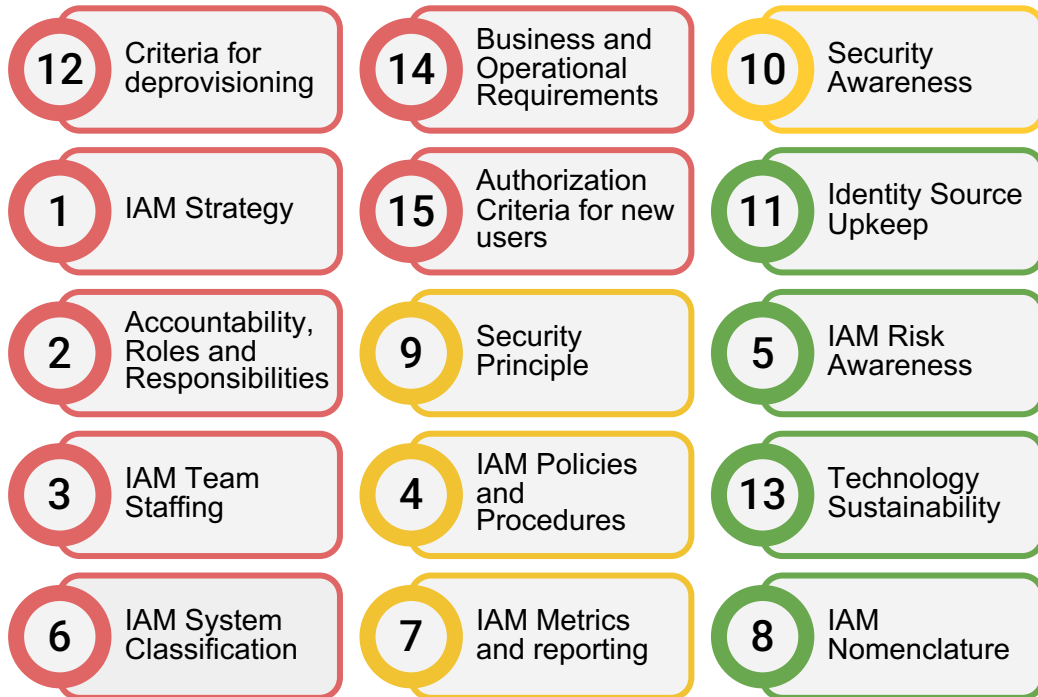 12
Criteria for
deprovisioning
14
Business and
Operational
Requirements
10
Security
Awareness
1
IAM Strategy
15
Authorization
Criteria for new
users
11
Identity Source
Upkeep
2
Accountability,
Roles and
Responsibilities
9
Security
Principle
5
IAM Risk
Awareness
3
IAM Team
Staffing
4
IAM Policies
and
Procedures
13
Technology
Sustainability
6
IAM System
Classification
7
IAM Metrics
and reporting
8
IAM
Nomenclature